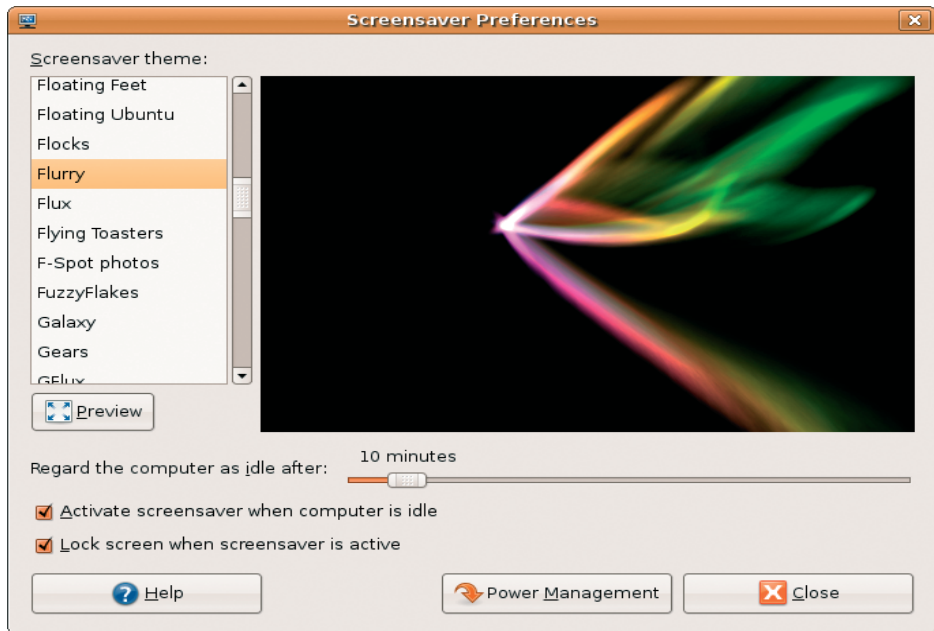 Screensaver Preferences
Screensaver theme:
Floating Feet
Floating Ubuntu
Flocks
Flurry
Flux
Flying Toasters
F-Spot photos
FuzzyFlakes
Galaxy
Gears
GFlux
Preview
Regard the computer as idle after:
10 minutes
Activate screensaver when computer is idle
Lock screen when screensaver is active
Help
Power Management
Close